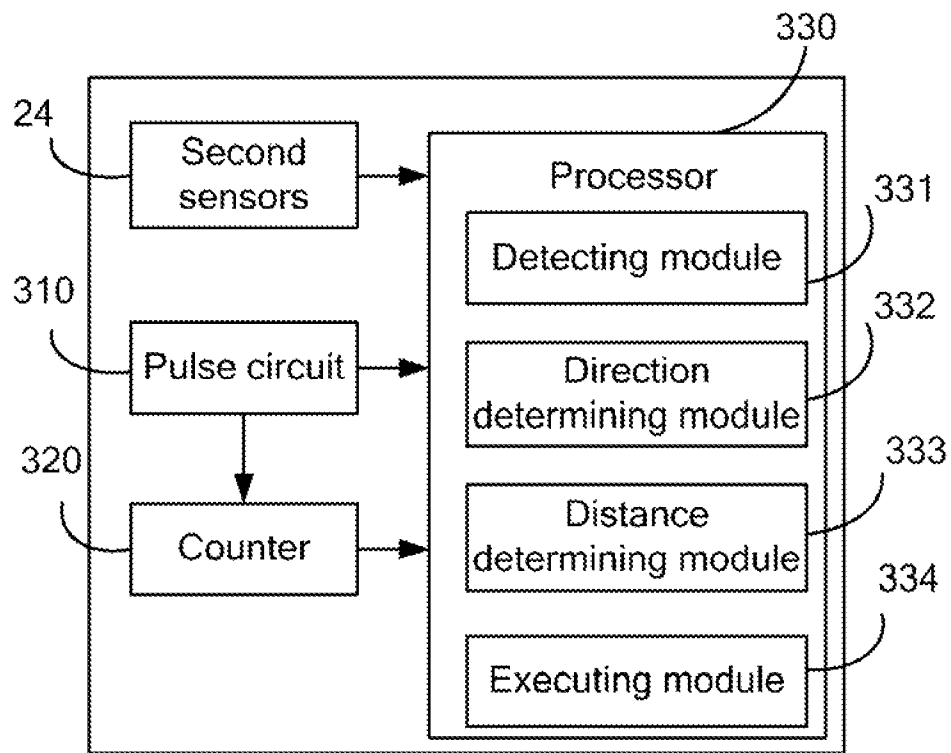 330
24
Second
sensors
Processor
331
Detecting module
310
332
Pulse circuit
Direction
determining module
320
333
Counter
Distance
determining module
334
Executing module